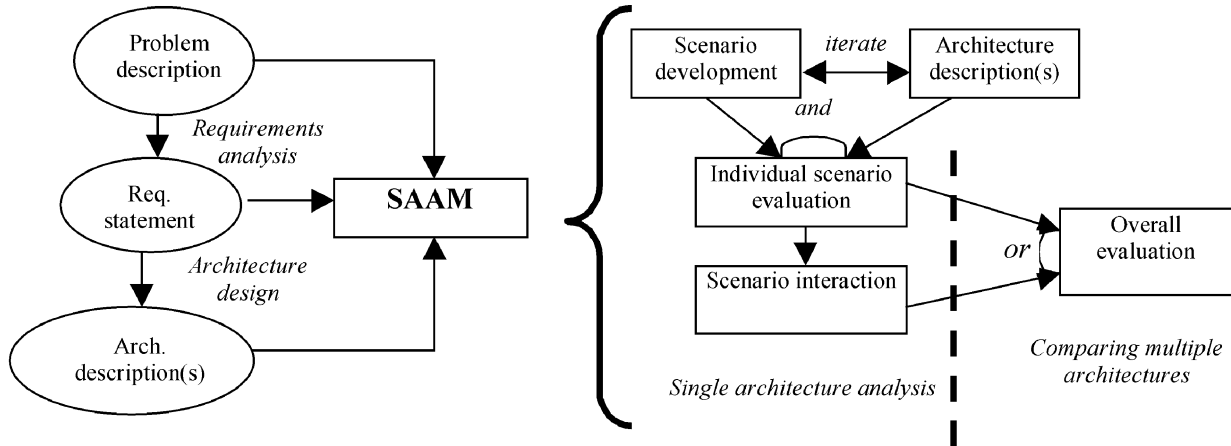 Problem
description
Requirements
analysis
Req.
statement
SAAM
Architecture
design
Arch.
description(s)
Scenario
development
iterate
Architecture
description(s)
and
Individual scenario
evaluation
Scenario interaction
or
Overall
evaluation
Single architecture analysis
Comparing multiple
architectures